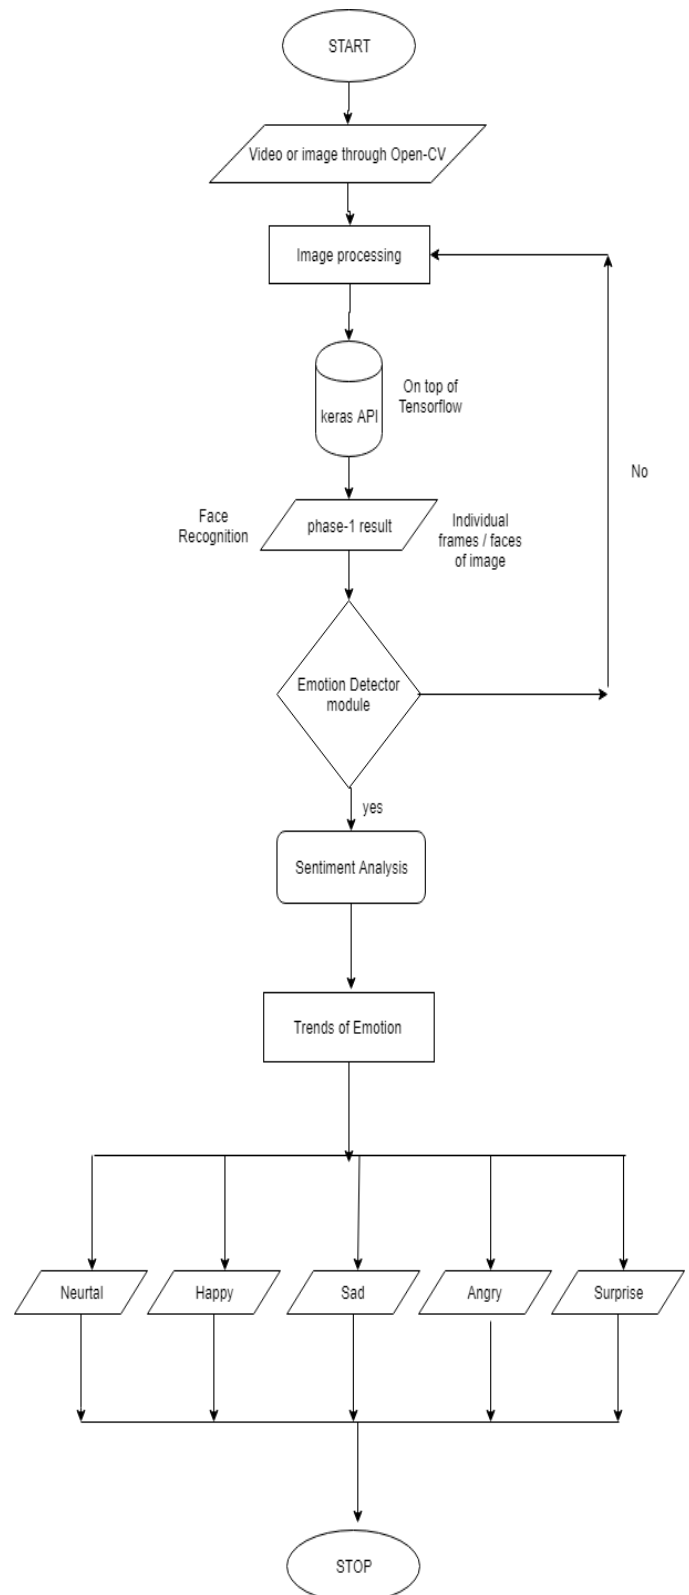 START
Video or image through Open-CV
Image processing
keras API
On top of
Tensorflow
No
Face
Recognition
phase-1 result
Individual
frames / faces
of image
Emotion Detector
module
yes
Sentiment Analysis
Trends of Emotion
Neurtal
Happy
Sad
Angry
Surprise
STOP